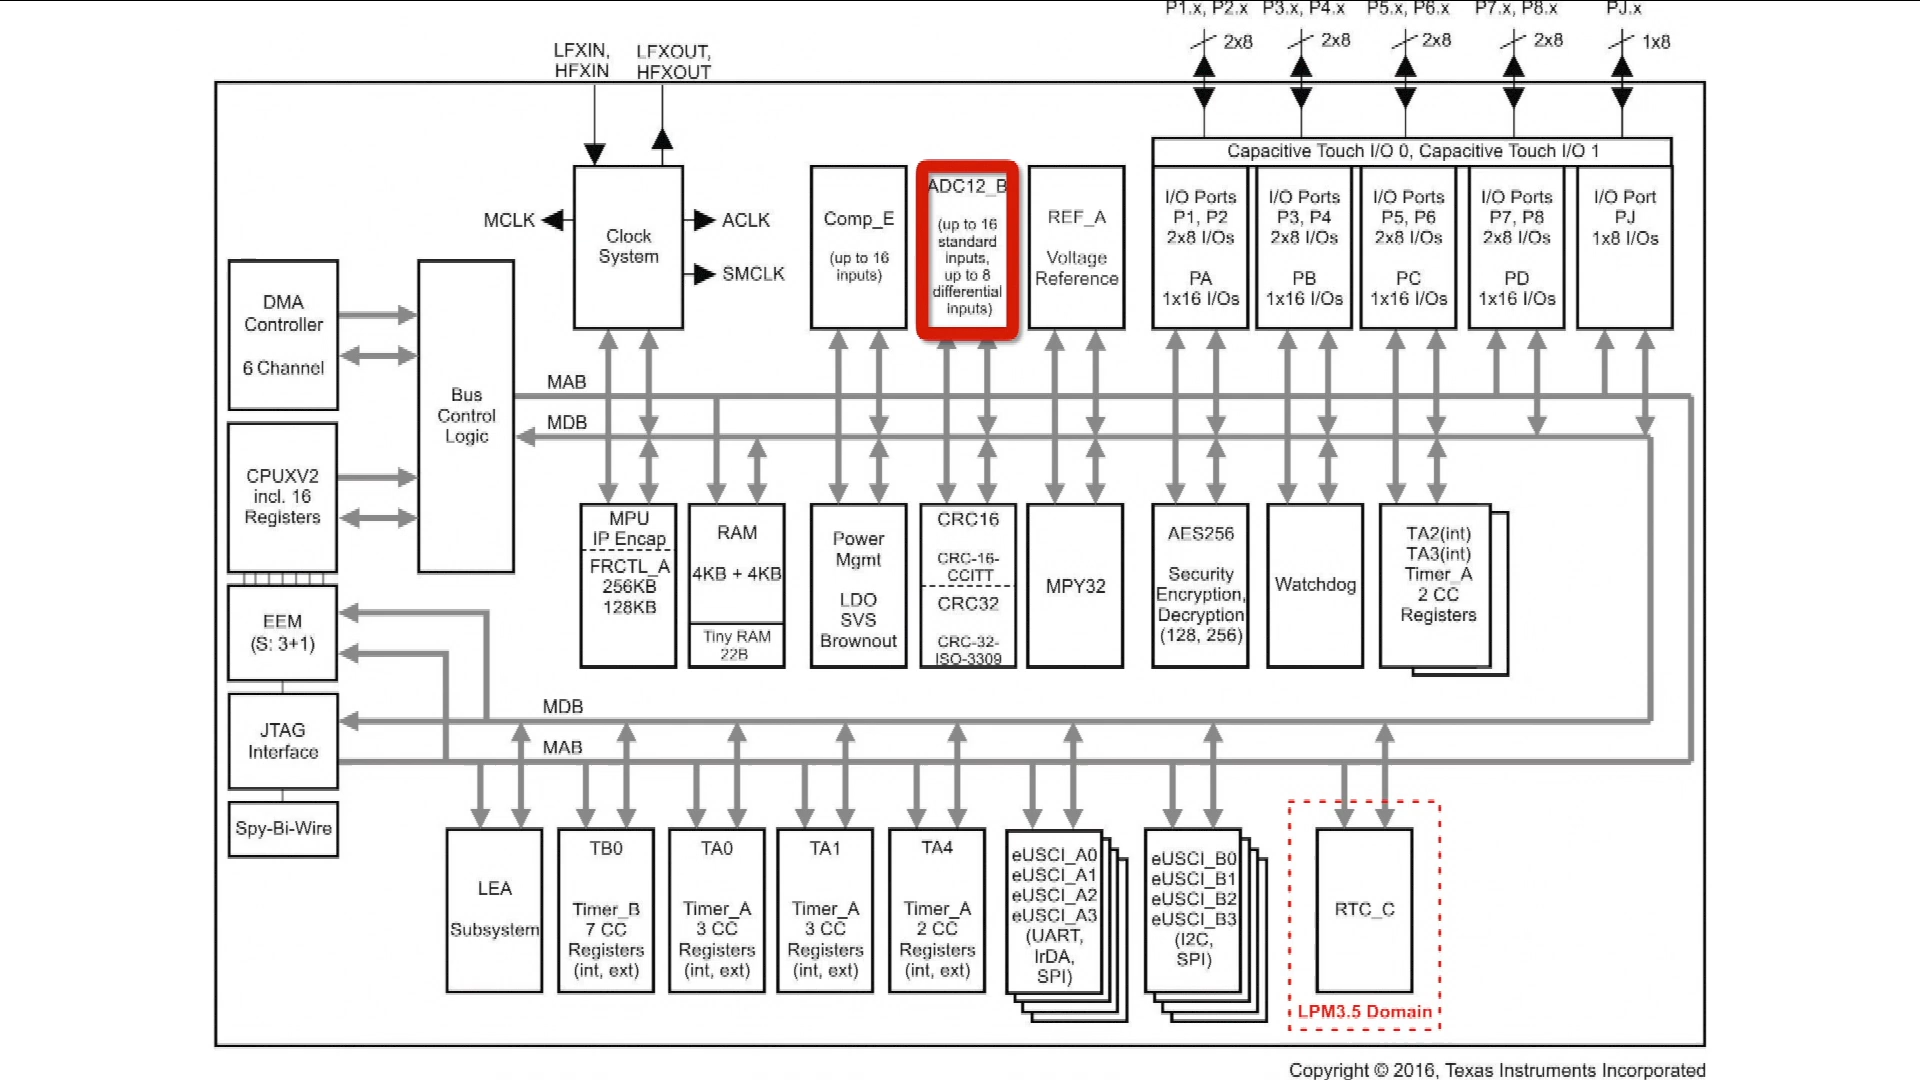 P1.x, P2.x
P3.x, P4.x
P5.x, P6.x
P7.x, P8.x
PJ.x
2x8
2x8
2x8
2x8
1x8
LFXIN,
HFXIN
LFXOUT,
HFXOUT
Capacitive Touch I/O 0, Capacitive Touch I/O 1
MCLK
Clock
System
ACLK
SMCLK
Comp_E
(up to 16
inputs)
ADC12_B
(up to 16
standard
inputs,
up to 8
differential
inputs)
REF_A
Voltage
Reference
I/O Ports
P1, P2
2x8 I/Os
PA
1x16 I/Os
I/O Ports
P3, P4
2x8 I/Os
PB
1x16 I/Os
I/O Ports
P5, P6
2x8 I/Os
PC
1x16 I/Os
I/O Ports
P7, P8
2x8 I/Os
PD
1x16 I/Os
I/O Port
PJ
1x8 I/Os
DMA
Controller
6 Channel
Bus
Control
Logic
MAB
MDB
CPUXV2
incl. 16
Registers
MPU
IP Encap
FRCTL_A
256KB
128KB
RAM
4KB + 4KB
Tiny RAM
22B
Power
Mgmt
LDO
SVS
Brownout
CRC16
CRC-16-
CCITT
CRC32
CRC-32-
ISO-3309
MPY32
AES256
Security
Encryption,
Decryption
(128, 256)
Watchdog
TA2(int)
TA3(int)
Timer_A
2 CC
Registers
EEM
(S: 3+1)
JTAG
Interface
Spy-Bi-Wire
MDB
MAB
LEA
Subsystem
TB0
Timer_B
7 CC
Registers
(int, ext)
TA0
Timer_A
3 CC
Registers
(int, ext)
TA1
Timer_A
3 CC
Registers
(int, ext)
TA4
Timer_A
2 CC
Registers
(int, ext)
eUSCI_A0
eUSCI_A1
eUSCI_A2
eUSCI_A3
(UART,
IrDA,
SPI)
eUSCI_B0
eUSCI_B1
eUSCI_B2
eUSCI_B3
(I2C,
SPI)
RTC_C
LPM3.5 Domain
Copyright © 2016, Texas Instruments Incorporated